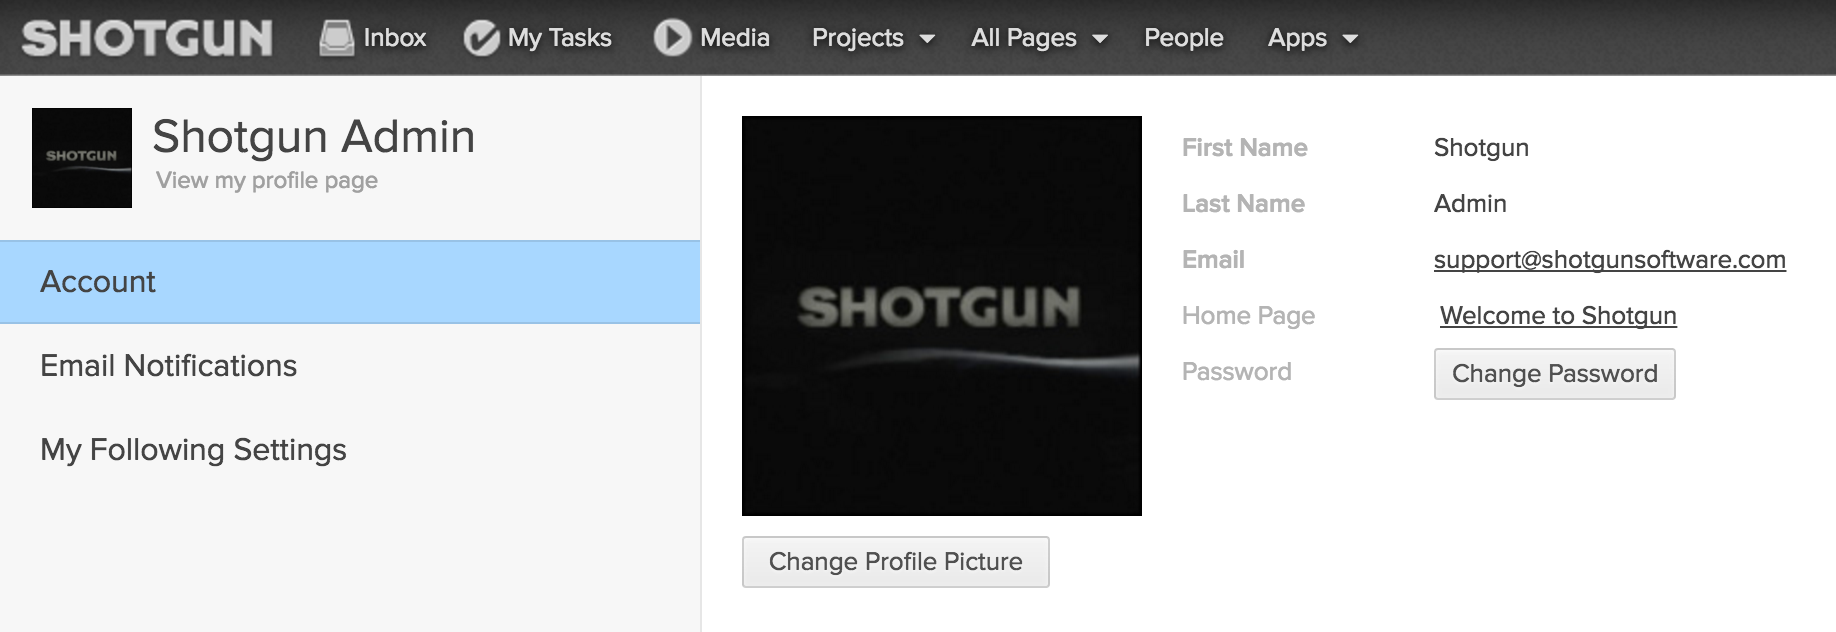 SHOTGUN Inbox My Tasks Media Projects All Pages People Apps
SHOTGUN
Shotgun Admin
View my profile page
Account
Email Notifications
My Following Settings
SHOTGUN
Change Profile Picture
First Name Shotgun
Last Name Admin
Email support@shotgunsoftware.com
Home Page Welcome to Shotgun
Password Change Password